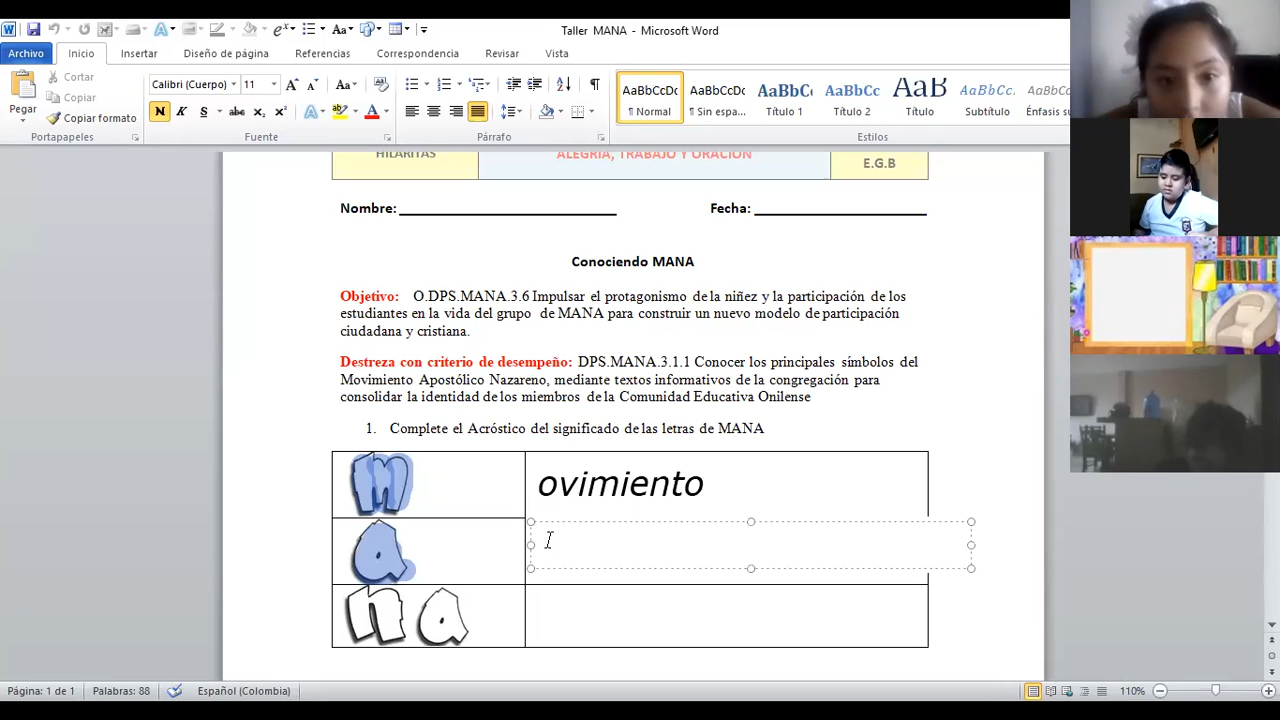 Taller MANA - Microsoft Word
Archivo Inicio Insertar Diseño de página Referencias Correspondencia Revisar Vista
Pegar
Cortar
Copiar
Copiar formato
Portapapeles
Calibri (Cuerpo) 11
Fuente
Párrafo
AaBbCcDc
¶ Normal
AaBbCcDc
¶ Sin espa...
AaBbCc
Título 1
AaBbCc
Título 2
AaB
Título
AaBbCc.
Subtítulo
AaBbCc
Énfasis su
Estilos
HILARITAS ALEGRIA, TRABAJO Y ORACION E.G.B
Nombre: Fecha:
Conociendo MANA
Objetivo: O.DPS.MANA.3.6 Impulsar el protagonismo de la niñez y la participación de los
estudiantes en la vida del grupo de MANA para construir un nuevo modelo de participación
ciudadana y cristiana.
Destreza con criterio de desempeño: DPS.MANA.3.1.1 Conocer los principales símbolos del
Movimiento Apostólico Nazareno, mediante textos informativos de la congregación para
consolidar la identidad de los miembros de la Comunidad Educativa Onilense
1. Complete el Acróstico del significado de las letras de MANA
m ovimiento
a
na
Página: 1 de 1 Palabras: 88 Español (Colombia) 110%